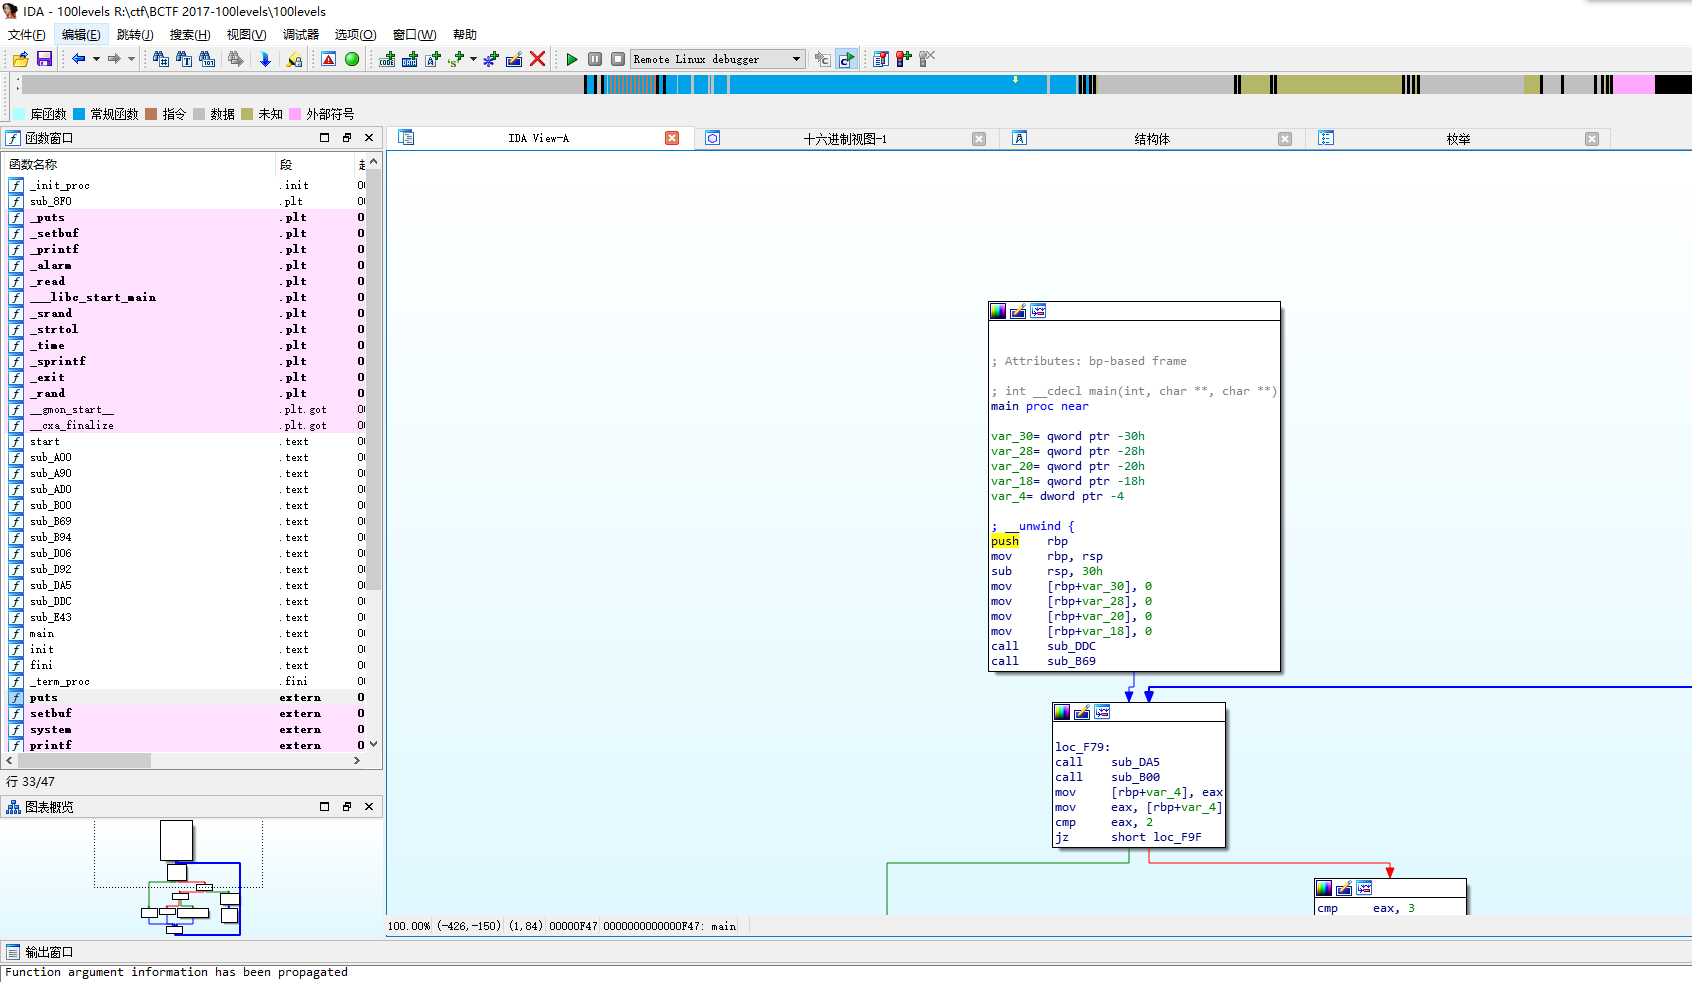 IDA - 100levels R:\ctf\BCTF 2017-100levels\100levels
文件(F) 编辑(E) 跳转(J) 搜索(H) 视图(V) 调试器 选项(O) 窗口(W) 帮助
Remote Linux debugger
库函数 常规函数 指令 数据 未知 外部符号
函数窗口
IDA View-A 十六进制视图-1 结构体 枚举
函数名称 段
_init_proc .init 0
sub_8F0 .plt 0
_puts .plt 0
_setbuf .plt 0
_printf .plt 0
_alarm .plt 0
_read .plt 0
___libc_start_main .plt 0
_srand .plt 0
_strtol .plt 0
_time .plt 0
_sprintf .plt 0
_exit .plt 0
_rand .plt 0
__gmon_start__ .plt.got 0
__cxa_finalize .plt.got 0
start .text 0
sub_A00 .text 0
sub_A90 .text 0
sub_AD0 .text 0
sub_B00 .text 0
sub_B69 .text 0
sub_B94 .text 0
sub_D06 .text 0
sub_D92 .text 0
sub_DA5 .text 0
sub_DDC .text 0
sub_E43 .text 0
main .text 0
init .text 0
fini .text 0
_term_proc .fini 0
puts extern 0
setbuf extern 0
system extern 0
printf extern 0
行 33/47
图表概览
; Attributes: bp-based frame
; int __cdecl main(int, char **, char **)
main proc near
var_30= qword ptr -30h
var_28= qword ptr -28h
var_20= qword ptr -20h
var_18= qword ptr -18h
var_4= dword ptr -4
; __unwind {
push rbp
mov rbp, rsp
sub rsp, 30h
mov [rbp+var_30], 0
mov [rbp+var_28], 0
mov [rbp+var_20], 0
mov [rbp+var_18], 0
call sub_DDC
call sub_B69
loc_F79:
call sub_DA5
call sub_B00
mov [rbp+var_4], eax
mov eax, [rbp+var_4]
cmp eax, 2
jz short loc_F9F
cmp eax, 3
100.00% (-426,-150) (1,84) 00000F47 0000000000000F47: main
输出窗口
Function argument information has been propagated